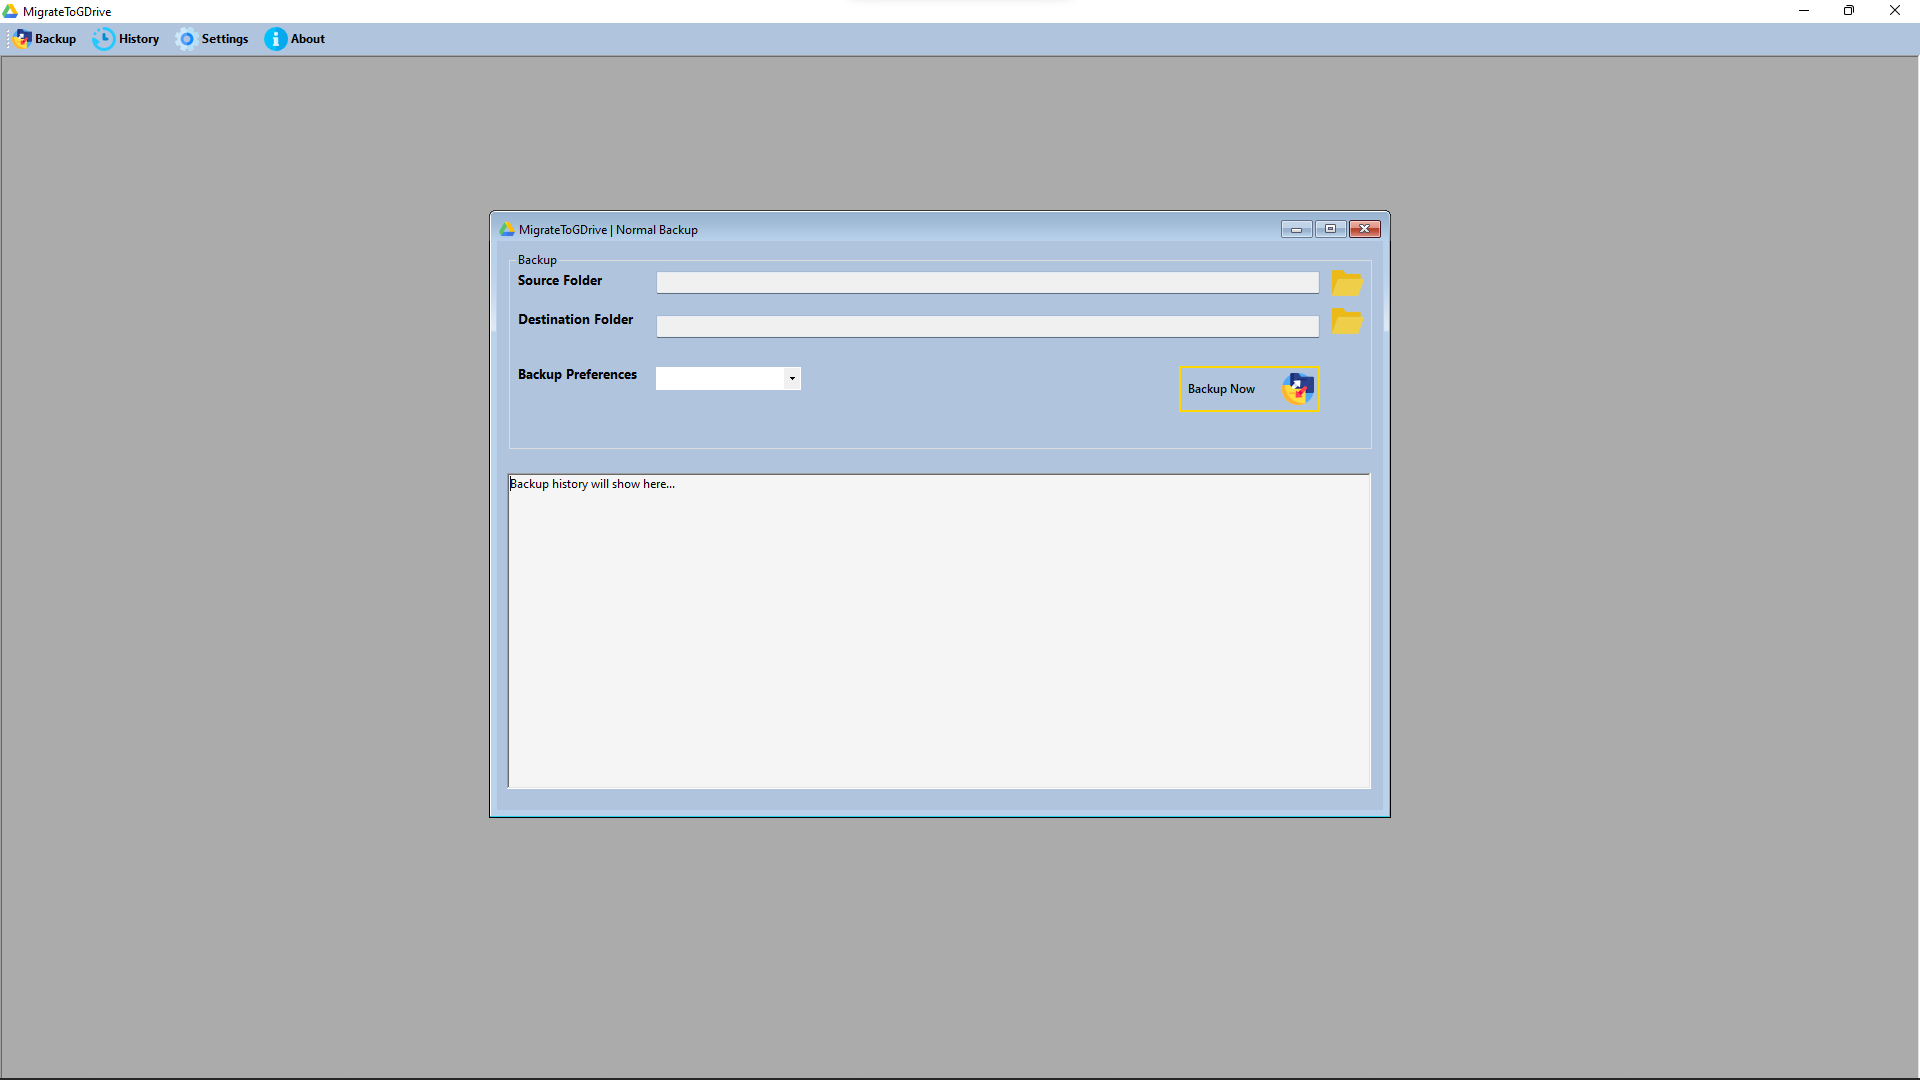 MigrateToGDrive
Backup History Settings About
MigrateToGDrive | Normal Backup
Backup
Source Folder
Destination Folder
Backup Preferences
Backup Now
Backup history will show here...